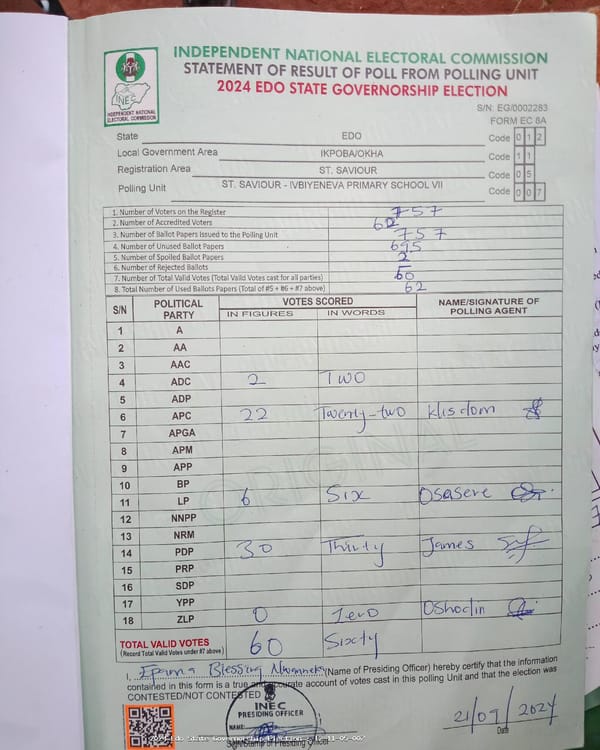 INDEPENDENT NATIONAL ELECTORAL COMMISSION
STATEMENT OF RESULT OF POLL FROM POLLING UNIT
2024 EDO STATE GOVERNORSHIP ELECTION
INEC
INDEPENDENT NATIONAL
ELECTORAL COMMISSION
S/N: EG/0002283
FORM EC 8A
State EDO Code 0 1 2
Local Government Area IKPOBA/OKHA Code 1 1
Registration Area ST. SAVIOUR Code 0 5
Polling Unit ST. SAVIOUR - IVBIYENEVA PRIMARY SCHOOL VII Code 0 0 7
1. Number of Voters on the Register 757
2. Number of Accredited Voters 62
3. Number of Ballot Papers Issued to the Polling Unit 757
4. Number of Unused Ballot Papers 695
5. Number of Spoiled Ballot Papers 2
6. Number of Rejected Ballots
7. Number of Total Valid Votes (Total Valid Votes cast for all parties) 60
8. Total Number of Used Ballots Papers (Total of #5 + #6 + #7 above) 62
S/N POLITICAL PARTY VOTES SCORED NAME/SIGNATURE OF POLLING AGENT
IN FIGURES IN WORDS
1 A
2 AA
3 AAC
4 ADC 2 Two
5 ADP
6 APC 22 Twenty-two Klisdom
7 APGA
8 APM
9 APP
10 BP
11 LP 6 Six Osasere
12 NNPP
13 NRM
14 PDP 30 Thirty James
15 PRP
16 SDP
17 YPP
18 ZLP 0 Zero Oshodin
TOTAL VALID VOTES 60 Sixty
(Record Total Valid Votes under #7 above)
I, Blessing (Name of Presiding Officer) hereby certify that the information
contained in this form is a true and accurate account of votes cast in this polling Unit and that the election was
CONTESTED/NOT CONTESTED
INEC
PRESIDING OFFICER
NAME:
21/09/2024
Date
Sign/Stamp of Presiding Officer